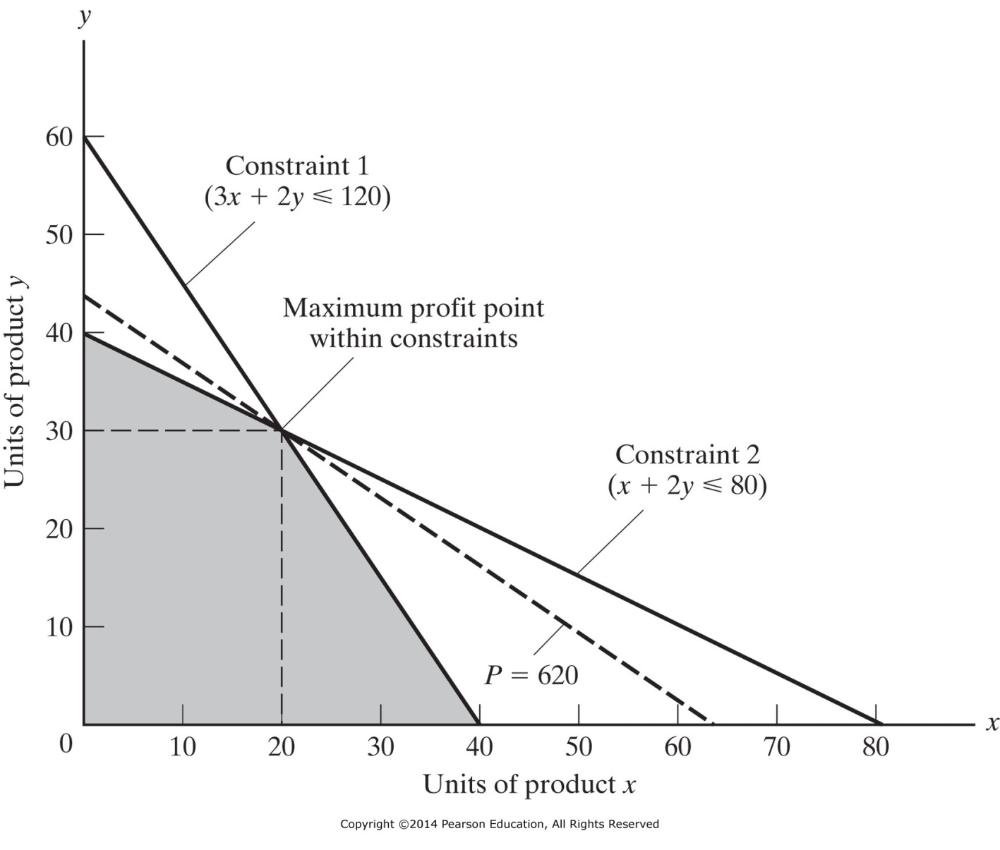 y
60
Constraint 1
(3x + 2y ⩽ 120)
50
Maximum profit point
within constraints
40
Units of product y
30
Constraint 2
(x + 2y ⩽ 80)
20
10
P = 620
x
0
10 20 30 40 50 60 70 80
Units of product x
Copyright ©2014 Pearson Education, All Rights Reserved